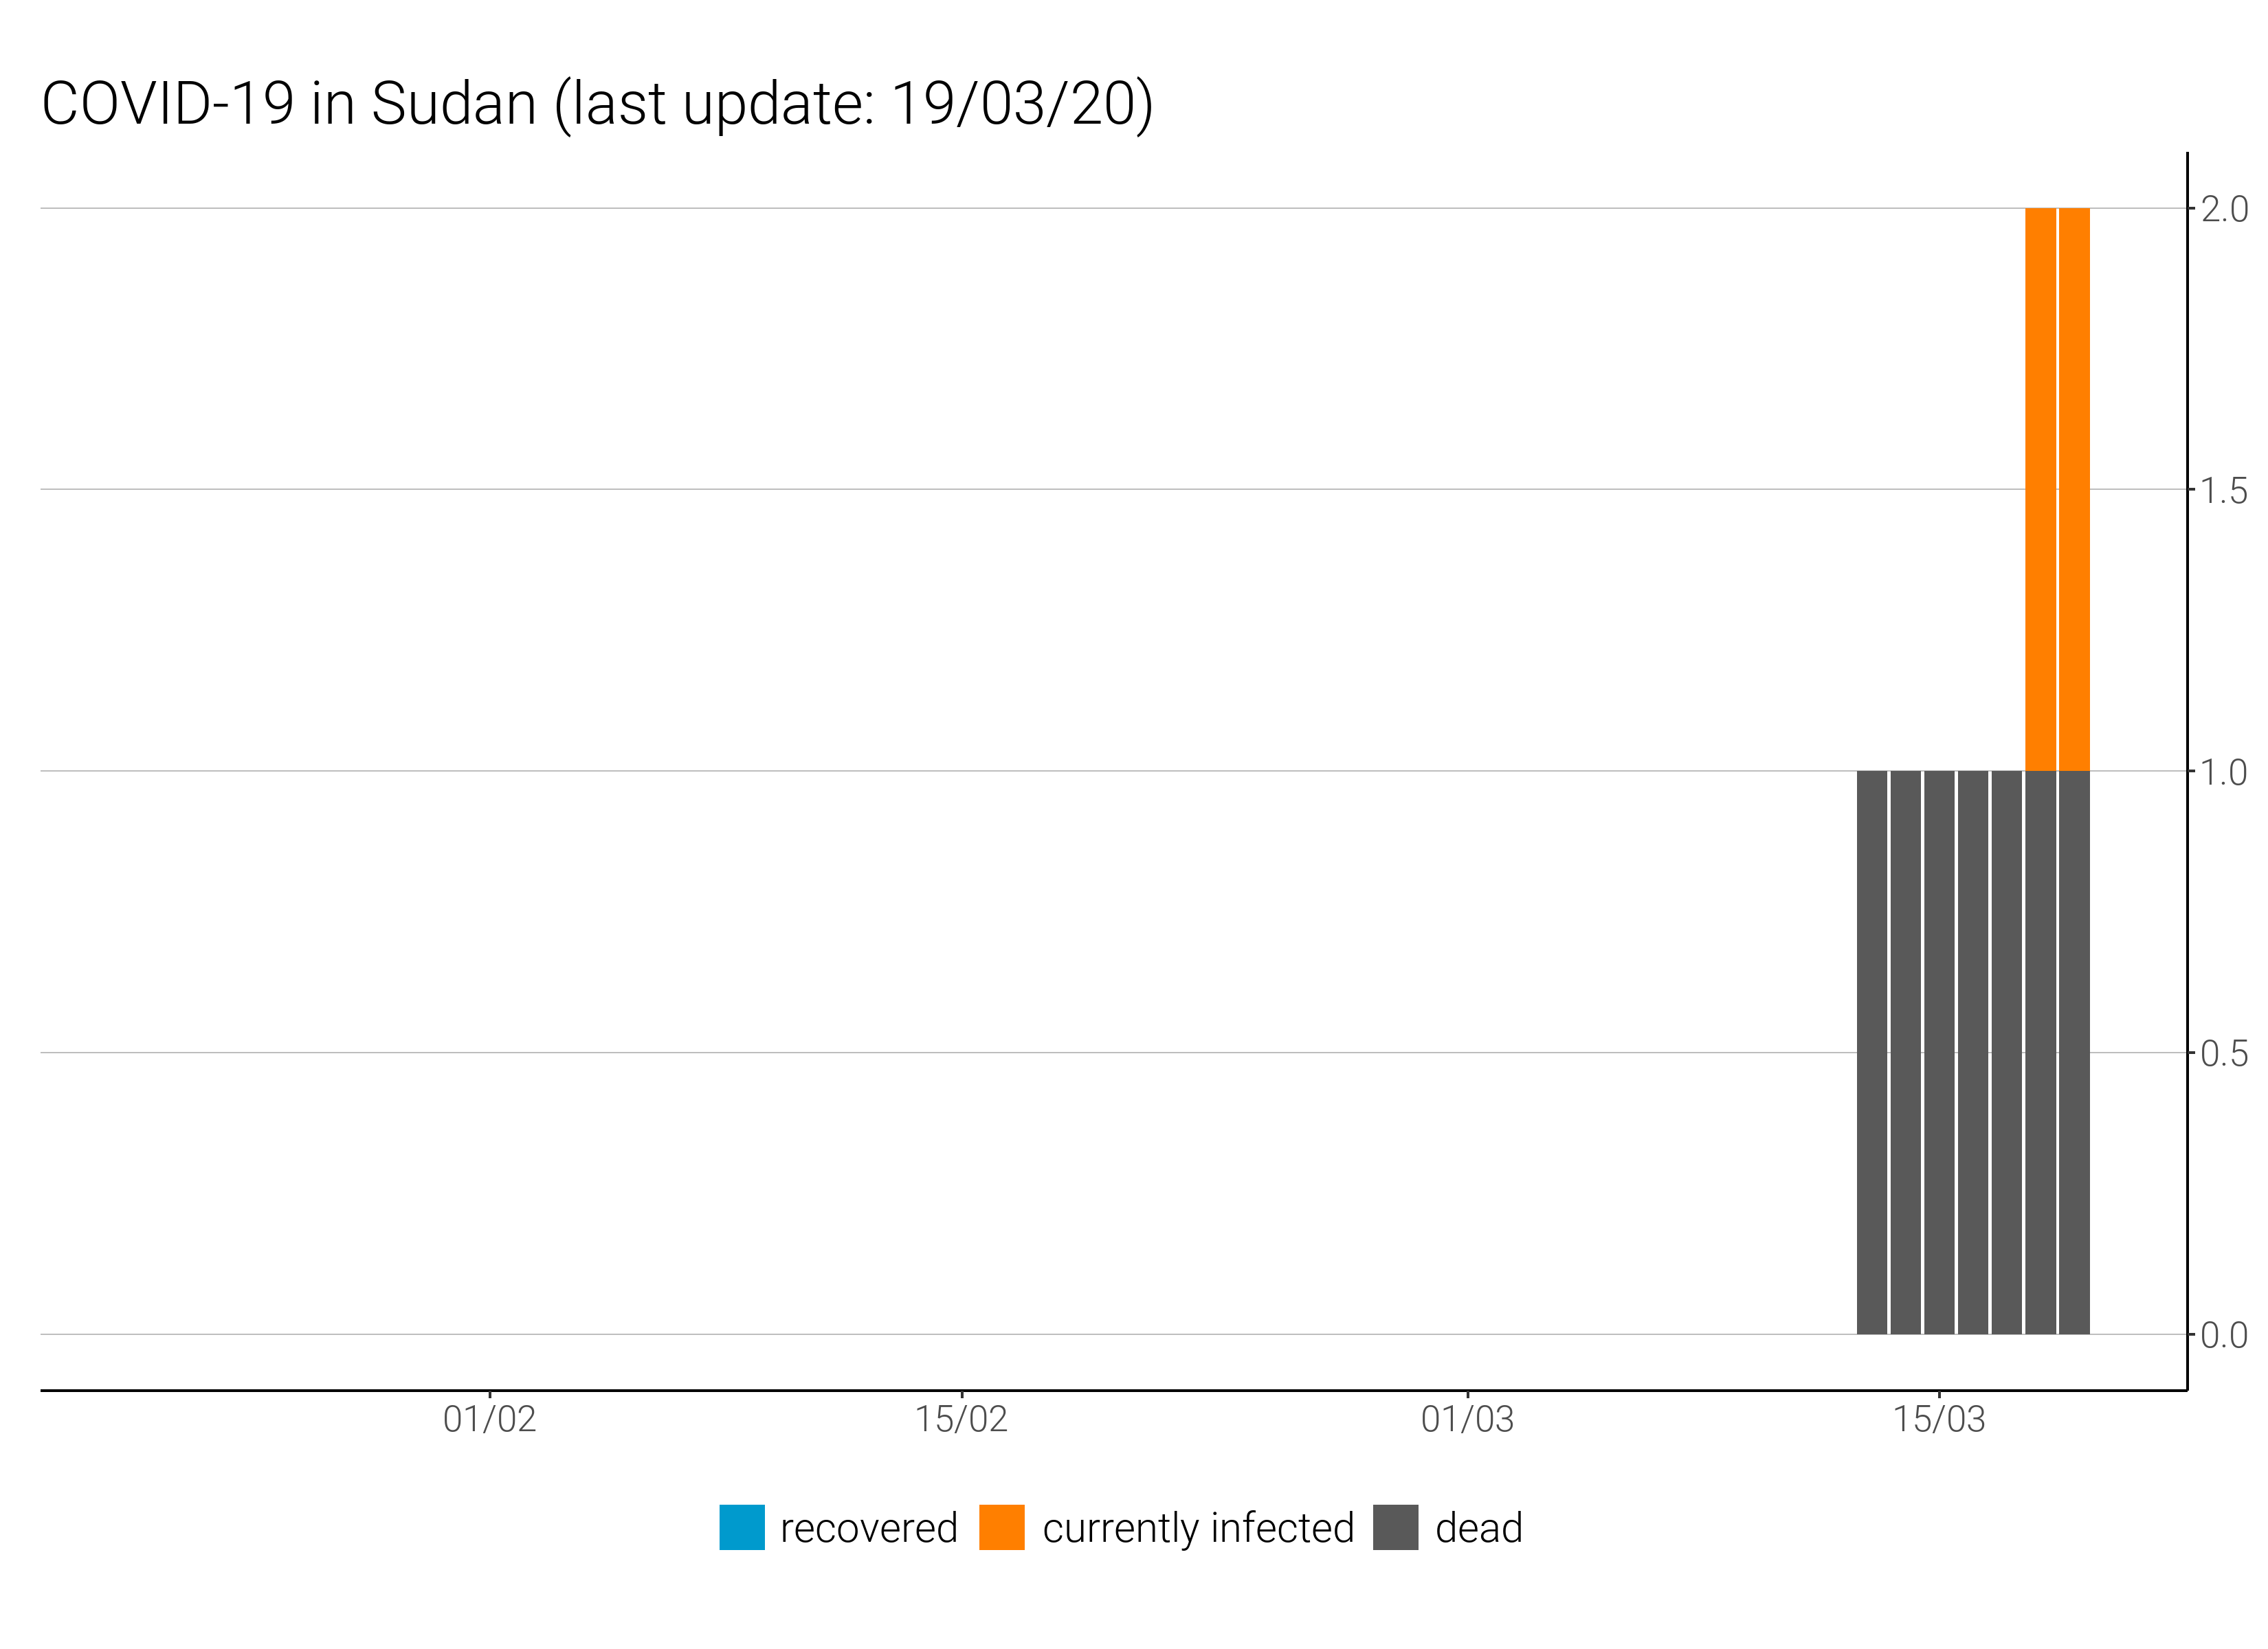 COVID-19 in Sudan (last update: 19/03/20)
2.0
1.5
1.0
0.5
0.0
01/02 15/02 01/03 15/03
recovered currently infected dead